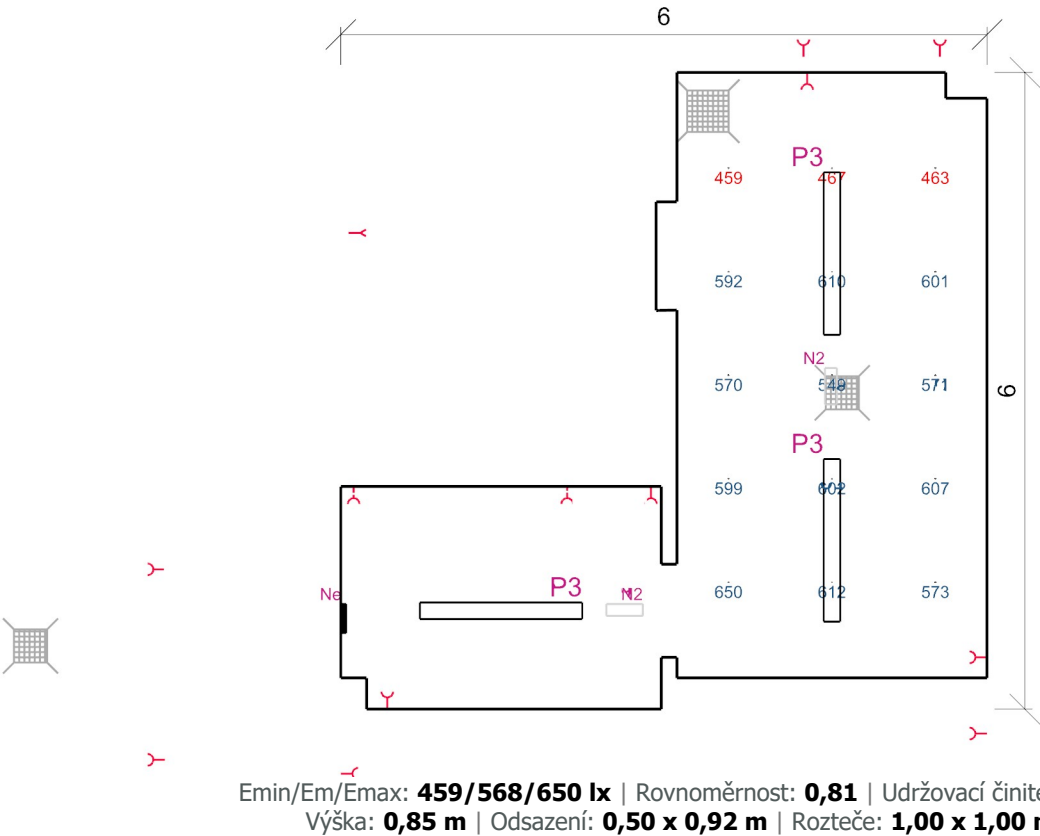 6
P3
459 467 463
592 610 601
N2
570 548 571
6
P3
599 602 607
Ne P3 N2
650 612 573
Emin/Em/Emax: 459/568/650 lx | Rovnoměrnost: 0,81 | Udržovací činite
Výška: 0,85 m | Odsazení: 0,50 x 0,92 m | Rozteče: 1,00 x 1,00 m